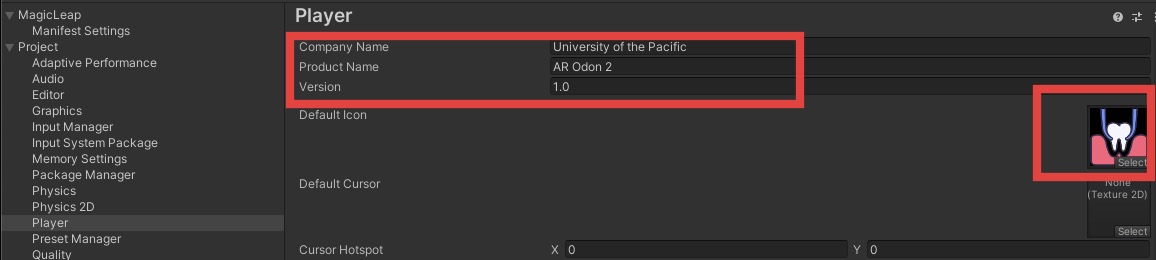 MagicLeap
Manifest Settings
Project
Adaptive Performance
Audio
Editor
Graphics
Input Manager
Input System Package
Memory Settings
Package Manager
Physics
Physics 2D
Player
Preset Manager
Quality
Player
Company Name University of the Pacific
Product Name AR Odon 2
Version 1.0
Default Icon
Select
Default Cursor
None
(Texture 2D)
Select
Cursor Hotspot X 0 Y 0